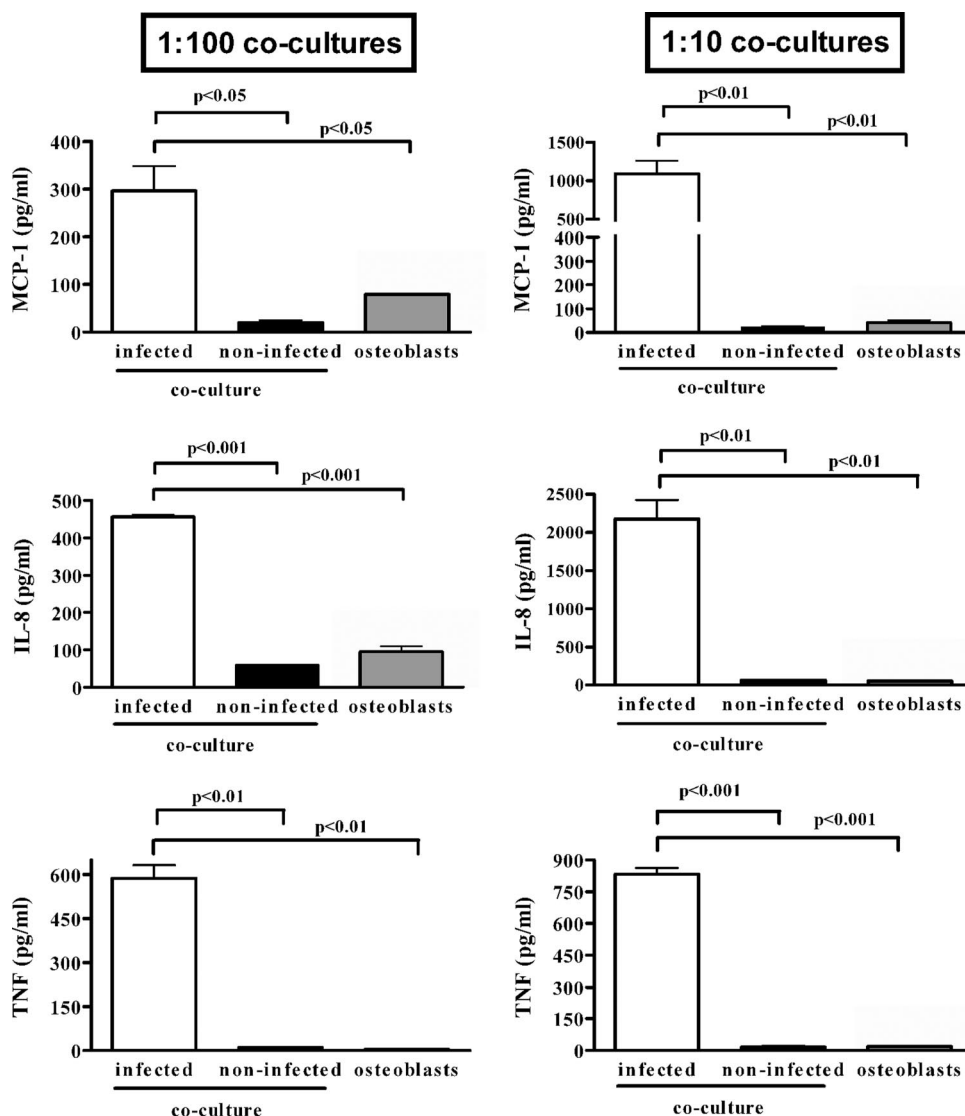 1:100 co-cultures
p<0.05
p<0.05
MCP-1 (pg/ml)
400
300
200
100
0
infected non-infected osteoblasts
co-culture
1:10 co-cultures
p<0.01
p<0.01
MCP-1 (pg/ml)
1500
1000
500
400
300
200
100
0
infected non-infected osteoblasts
co-culture
p<0.001
p<0.001
IL-8 (pg/ml)
500
400
300
200
100
0
infected non-infected osteoblasts
co-culture
p<0.01
p<0.01
IL-8 (pg/ml)
2500
2000
1500
1000
500
0
infected non-infected osteoblasts
co-culture
p<0.01
p<0.01
TNF (pg/ml)
600
450
300
150
0
infected non-infected osteoblasts
co-culture
p<0.001
p<0.001
TNF (pg/ml)
900
750
600
450
300
150
0
infected non-infected osteoblasts
co-culture